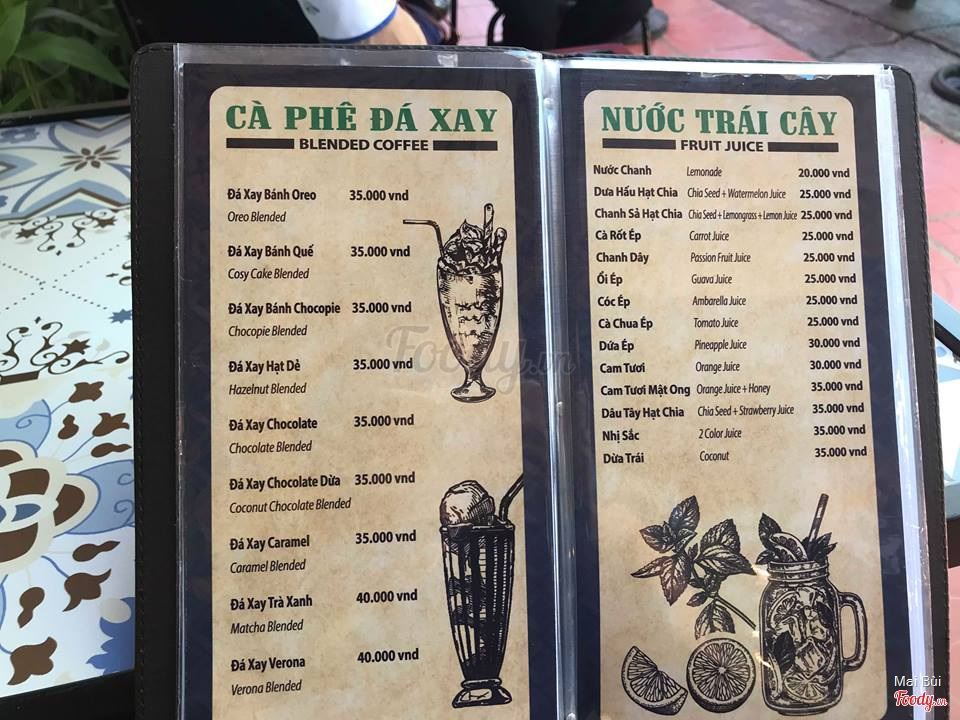 CÀ PHÊ ĐÁ XAY
BLENDED COFFEE
Đá Xay Bánh Oreo 35.000 vnd
Oreo Blended
Đá Xay Bánh Quế 35.000 vnd
Cosy Cake Blended
Đá Xay Bánh Chocopie 35.000 vnd
Chocopie Blended
Đá Xay Hạt Dẻ 35.000 vnd
Hazelnut Blended
Đá Xay Chocolate 35.000 vnd
Chocolate Blended
Đá Xay Chocolate Dừa 35.000 vnd
Coconut Chocolate Blended
Đá Xay Caramel 35.000 vnd
Caramel Blended
Đá Xay Trà Xanh 40.000 vnd
Matcha Blended
Đá Xay Verona 40.000 vnd
Verona Blended
NƯỚC TRÁI CÂY
FRUIT JUICE
Nước Chanh Lemonade 20.000 vnd
Dưa Hấu Hạt Chia Chia Seed + Watermelon Juice 25.000 vnd
Chanh Sả Hạt Chia Chia Seed + Lemongrass + Lemon Juice 25.000 vnd
Cà Rốt Ép Carrot Juice 25.000 vnd
Chanh Dây Passion Fruit Juice 25.000 vnd
Ổi Ép Guava Juice 25.000 vnd
Cóc Ép Ambarella Juice 25.000 vnd
Cà Chua Ép Tomato Juice 25.000 vnd
Dứa Ép Pineapple Juice 30.000 vnd
Cam Tươi Orange Juice 30.000 vnd
Cam Tươi Mật Ong Orange Juice + Honey 35.000 vnd
Dâu Tây Hạt Chia Chia Seed + Strawberry Juice 35.000 vnd
Nhị Sắc 2 Color Juice 35.000 vnd
Dừa Trái Coconut 35.000 vnd
Foody.vn
Mai Bùi
Foody.vn